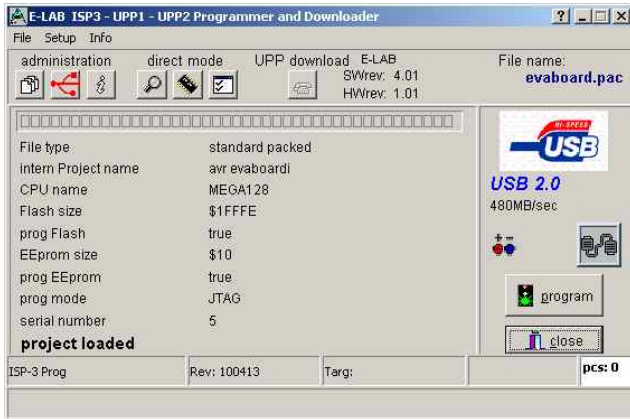 E-LAB ISP3 - UPP1 - UPP2 Programmer and Downloader
File Setup Info
administration direct mode UPP download E-LAB File name:
SWrev: 4.01 evaboard.pac
HWrev: 1.01
File type standard packed
intern Project name avr evaboardi
CPU name MEGA128
Flash size $1FFFE
prog Flash true
EEprom size $10
prog EEprom true
prog mode JTAG
serial number 5
project loaded
HI-SPEED
USB
USB 2.0
480MB/sec
program
close
ISP-3 Prog Rev: 100413 Targ: pcs: 0